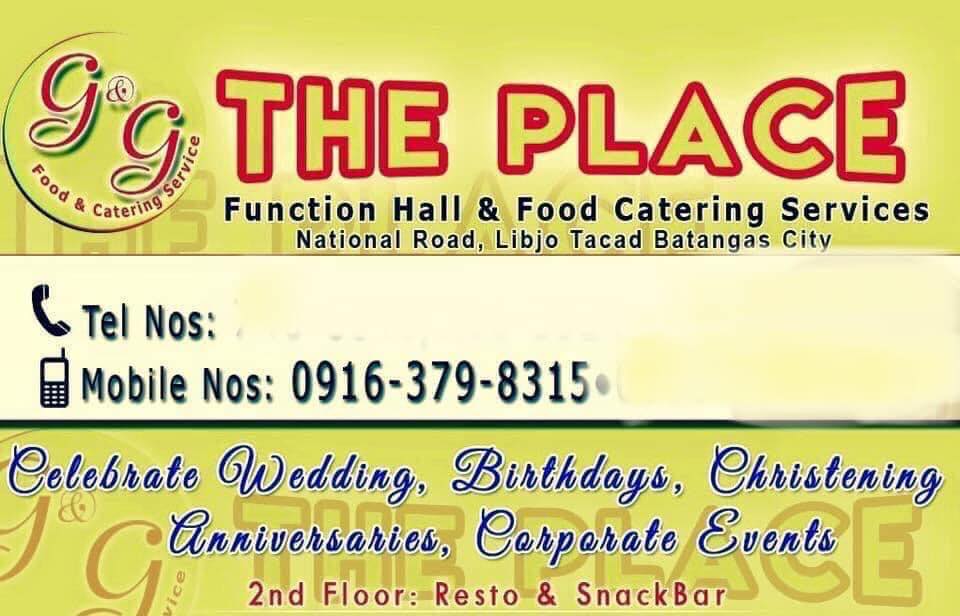 G & G
Food & Catering Service
THE PLACE
Function Hall & Food Catering Services
National Road, Libjo Tacad Batangas City
Tel Nos:
Mobile Nos: 0916-379-8315•
Celebrate Wedding, Birthdays, Christening
Anniversaries, Corporate Events
2nd Floor: Resto & SnackBar